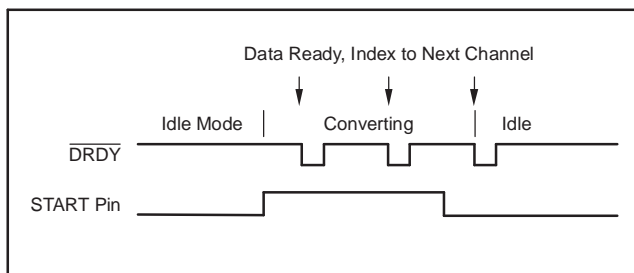 Data Ready, Index to Next Channel
Idle Mode
Converting
Idle
DRDY
START Pin